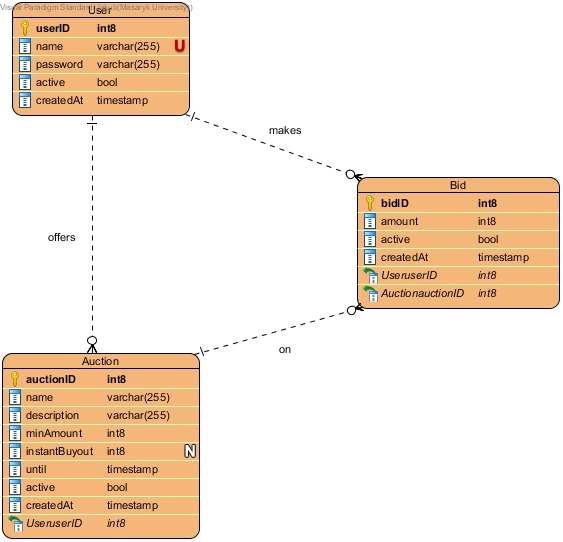 Visual Paradigm Standard (Masaryk University)
User
userID int8
name varchar(255) U
password varchar(255)
active bool
createdAt timestamp
makes
Bid
bidID int8
amount int8
active bool
createdAt timestamp
UseruserID int8
AuctionauctionID int8
offers
on
Auction
auctionID int8
name varchar(255)
description varchar(255)
minAmount int8
instantBuyout int8 N
until timestamp
active bool
createdAt timestamp
UseruserID int8